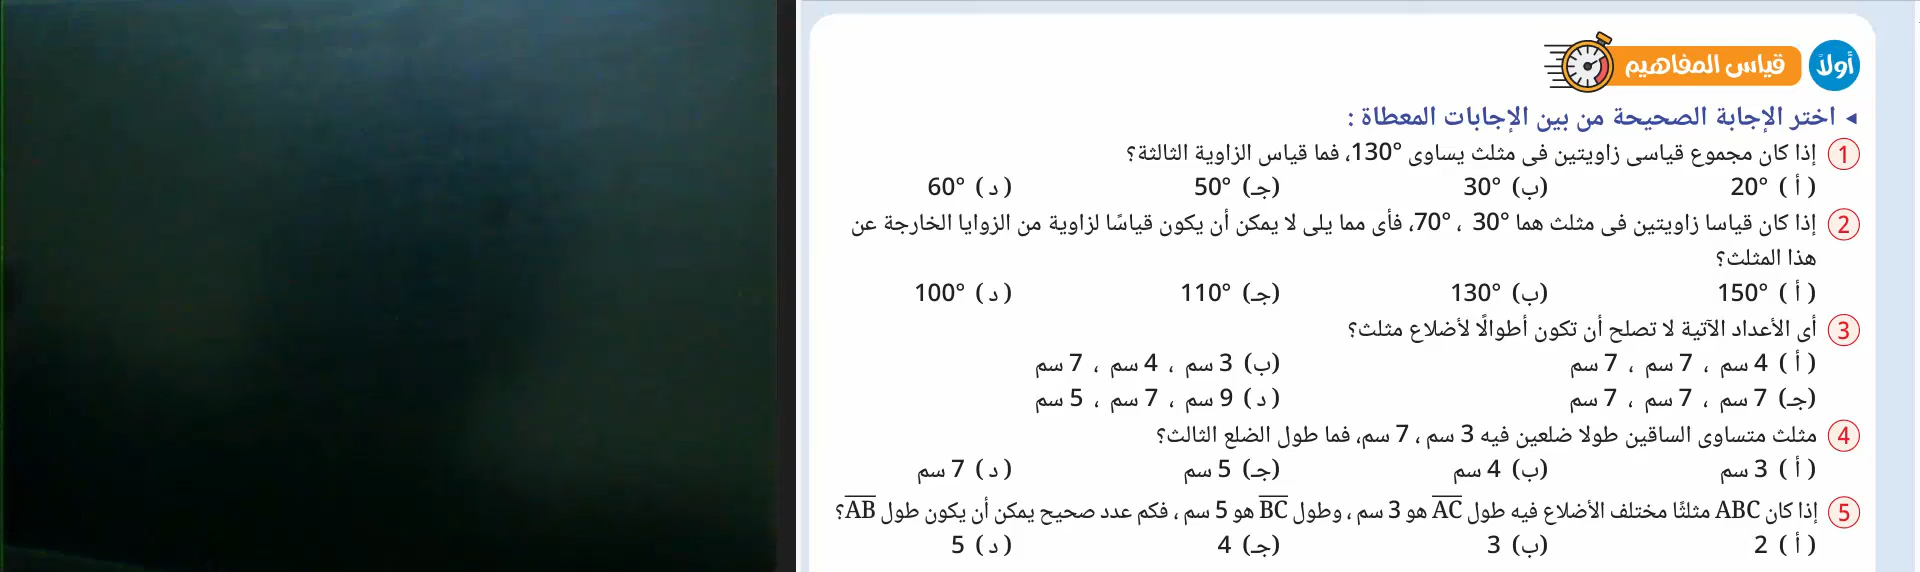 أولاً قياس المفاهيم
◂ اختر الإجابة الصحيحة من بين الإجابات المعطاة :
1 إذا كان مجموع قياسى زاويتين فى مثلث يساوى 130°، فما قياس الزاوية الثالثة؟
( أ ) 20° (ب) 30° (جـ) 50° ( د ) 60°
2 إذا كان قياسا زاويتين فى مثلث هما 30° ، 70°، فأى مما يلى لا يمكن أن يكون قياسًا لزاوية من الزوايا الخارجة عن
هذا المثلث؟
( أ ) 150° (ب) 130° (جـ) 110° ( د ) 100°
3 أى الأعداد الآتية لا تصلح أن تكون أطوالًا لأضلاع مثلث؟
( أ ) 4 سم ، 7 سم ، 7 سم (ب) 3 سم ، 4 سم ، 7 سم
(جـ) 7 سم ، 7 سم ، 7 سم ( د ) 9 سم ، 7 سم ، 5 سم
4 مثلث متساوى الساقين طولا ضلعين فيه 3 سم ، 7 سم، فما طول الضلع الثالث؟
( أ ) 3 سم (ب) 4 سم (جـ) 5 سم ( د ) 7 سم
5 إذا كان ABC مثلثًا مختلف الأضلاع فيه طول A̅C̅ هو 3 سم ، وطول B̅C̅ هو 5 سم ، فكم عدد صحيح يمكن أن يكون طول A̅B̅؟
( أ ) 2 (ب) 3 (جـ) 4 ( د ) 5